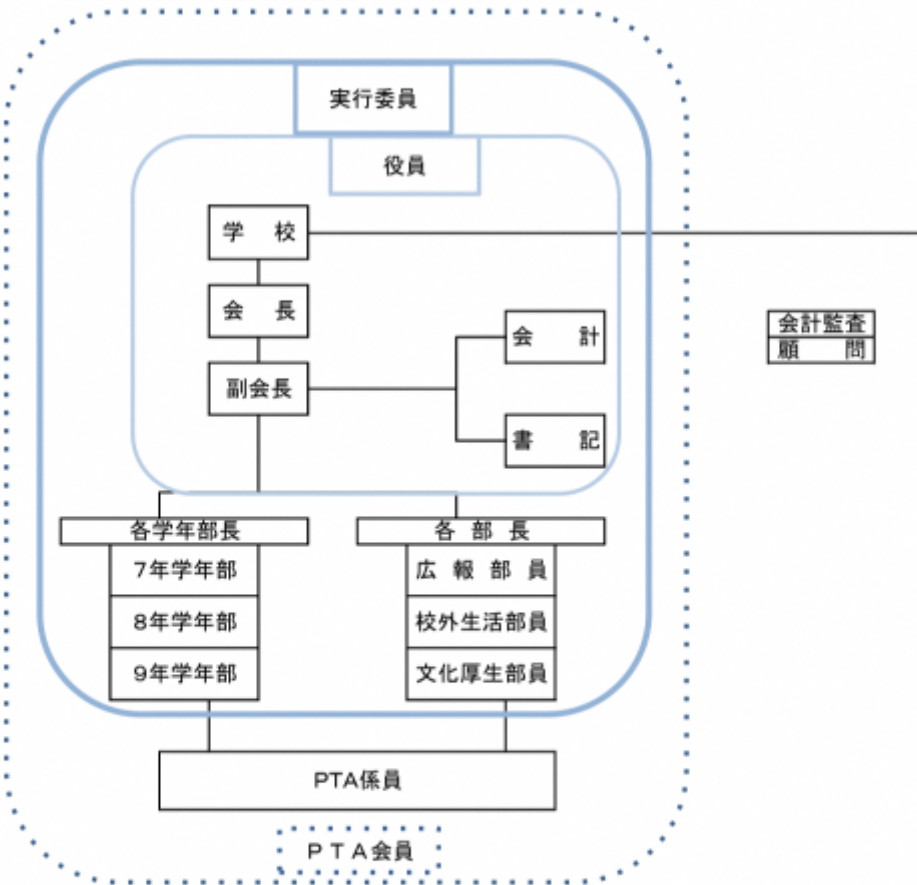 実行委員
役員
学 校
会 長
会 計
会計監査
顧 問
副会長
書 記
各学年部長
各 部 長
7年学年部
広 報 部 員
8年学年部
校外生活部員
9年学年部
文化厚生部員
PTA係員
PTA会員